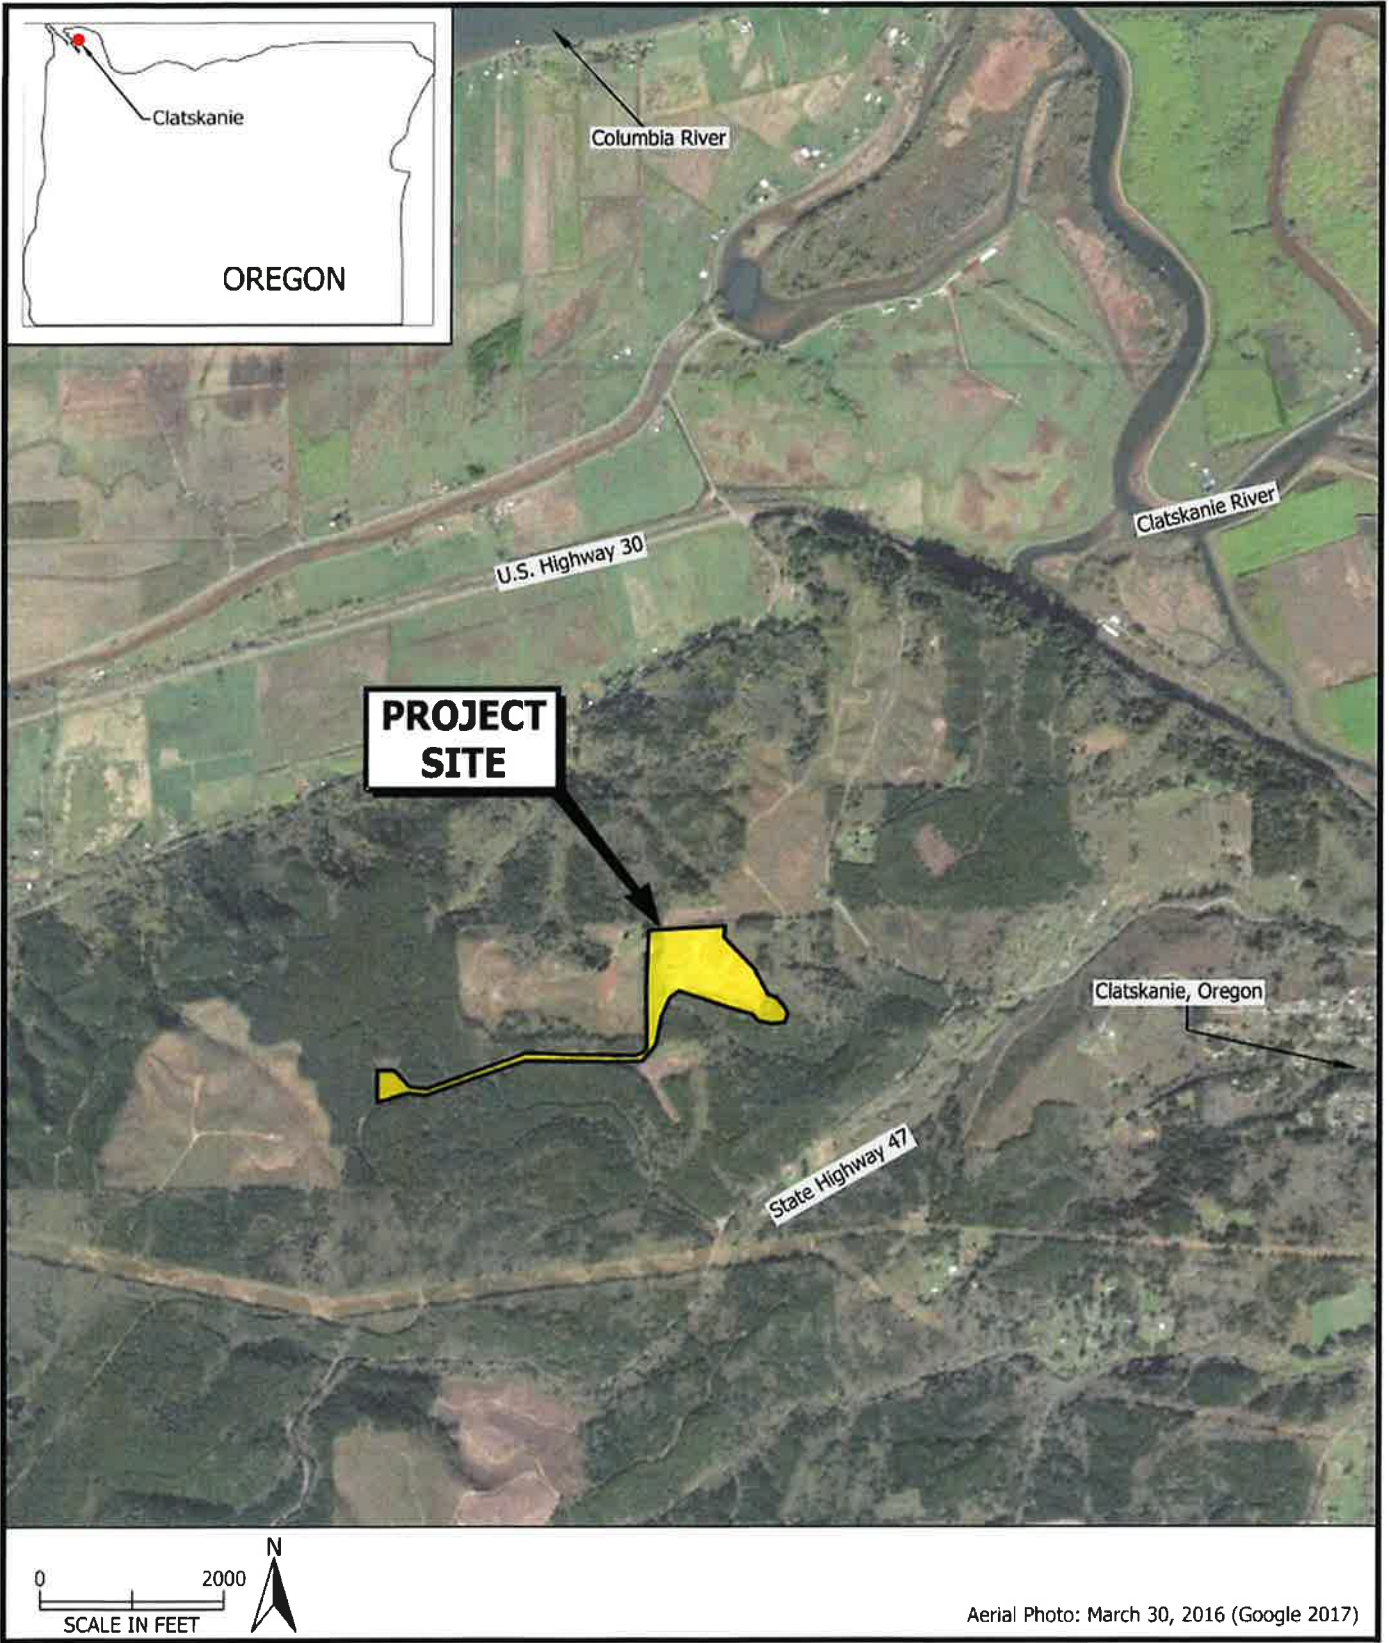 Clatskanie
OREGON
Columbia River
Clatskanie River
U.S. Highway 30
PROJECT
SITE
Clatskanie, Oregon
State Highway 47
N
0 2000
SCALE IN FEET
Aerial Photo: March 30, 2016 (Google 2017)